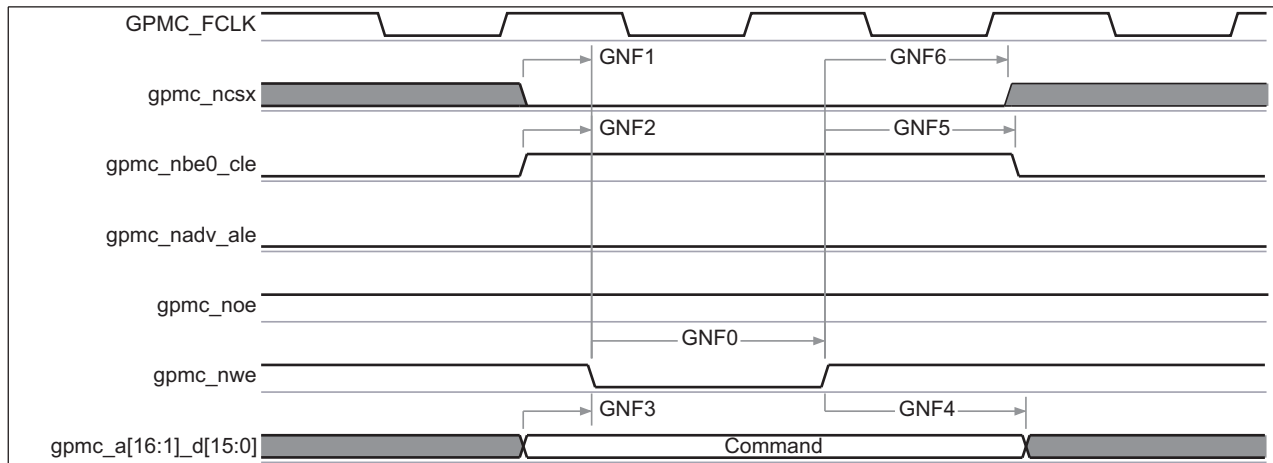 GPMC_FCLK
GNF1
GNF6
gpmc_ncsx
GNF2
GNF5
gpmc_nbe0_cle
gpmc_nadv_ale
gpmc_noe
GNF0
gpmc_nwe
GNF3
GNF4
gpmc_a[16:1]_d[15:0]
Command